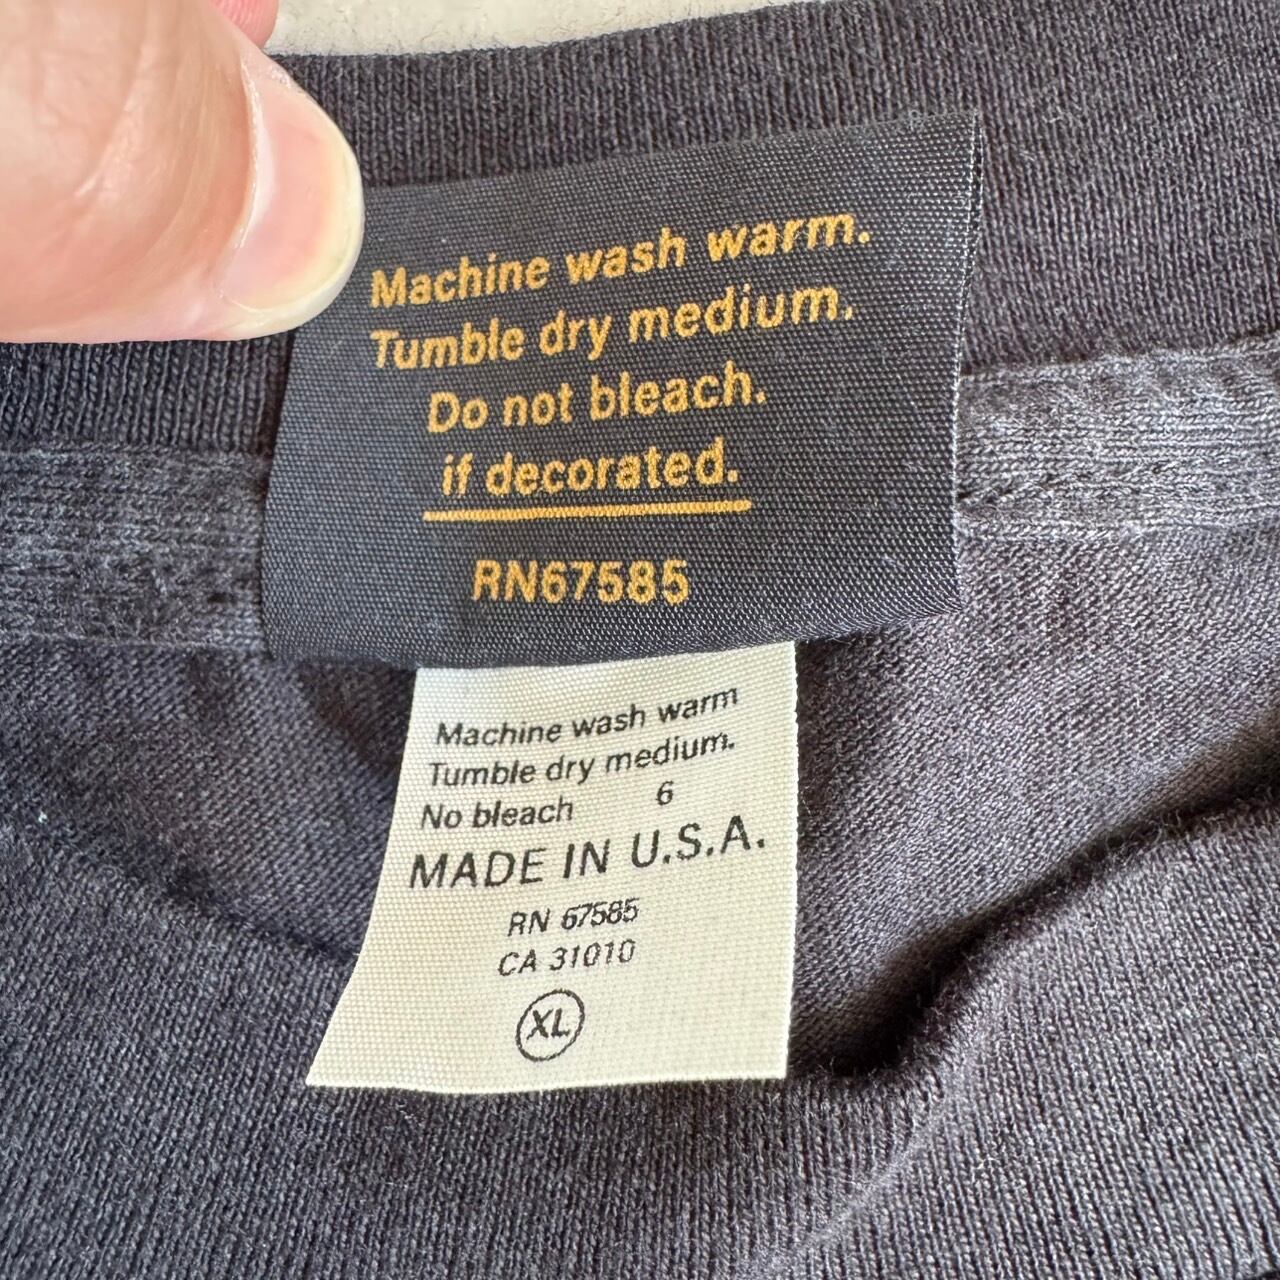 Machine wash warm.
Tumble dry medium.
Do not bleach.
if decorated.
RN67585
Machine wash warm
Tumble dry medium.
No bleach 6
MADE IN U.S.A.
RN 67585
CA 31010
XL